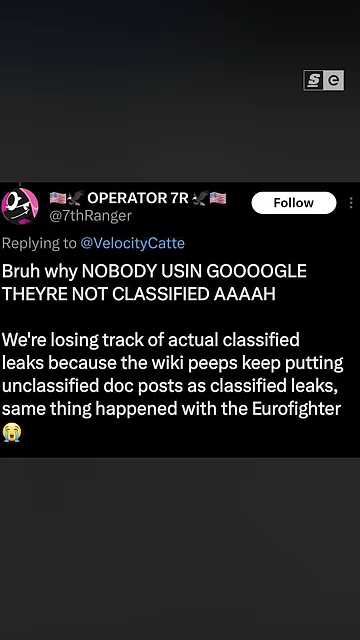 S e
🇺🇸🦅 OPERATOR 7R 🦅🇺🇸
Follow
@7thRanger
Replying to @VelocityCatte
Bruh why NOBODY USIN GOOOOGLE
THEYRE NOT CLASSIFIED AAAAH
We're losing track of actual classified
leaks because the wiki peeps keep putting
unclassified doc posts as classified leaks,
same thing happened with the Eurofighter
😭